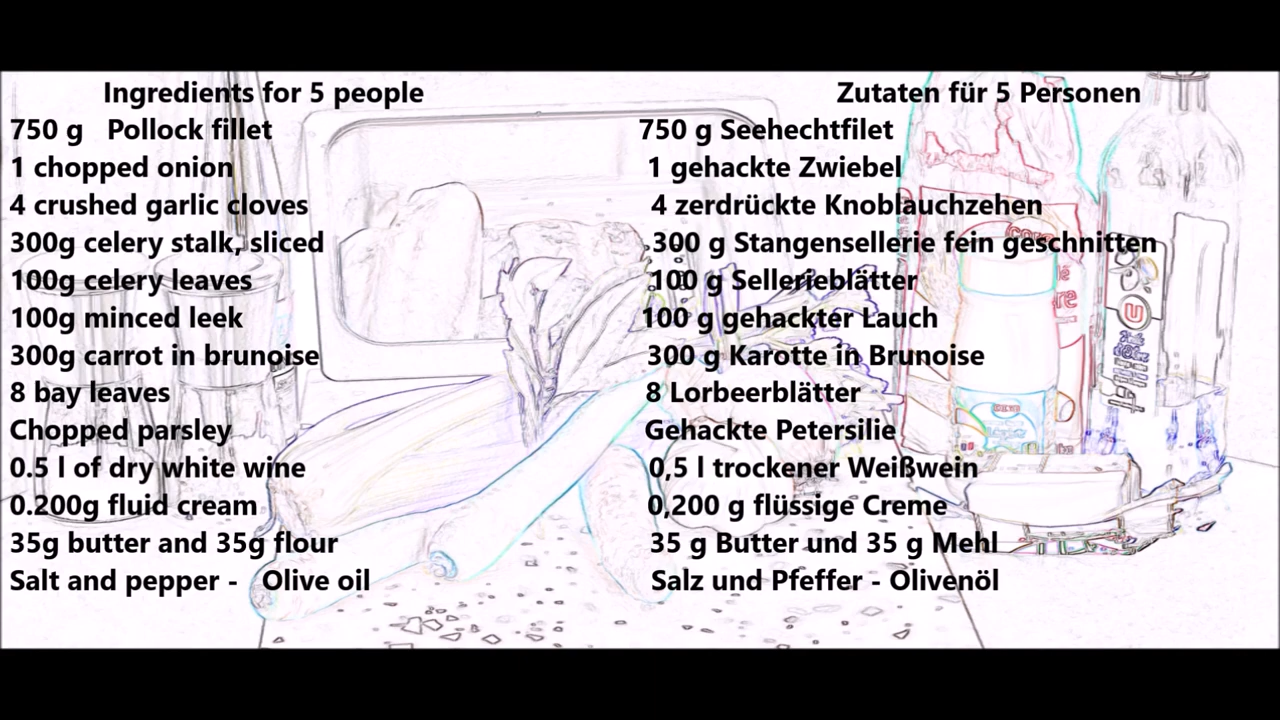 Ingredients for 5 people
750 g Pollock fillet
1 chopped onion
4 crushed garlic cloves
300g celery stalk, sliced
100g celery leaves
100g minced leek
300g carrot in brunoise
8 bay leaves
Chopped parsley
0.5 l of dry white wine
0.200g fluid cream
35g butter and 35g flour
Salt and pepper - Olive oil
Zutaten für 5 Personen
750 g Seehechtfilet
1 gehackte Zwiebel
4 zerdrückte Knoblauchzehen
300 g Stangensellerie fein geschnitten
100 g Sellerieblätter
100 g gehackter Lauch
300 g Karotte in Brunoise
8 Lorbeerblätter
Gehackte Petersilie
0,5 l trockener Weißwein
0,200 g flüssige Creme
35 g Butter und 35 g Mehl
Salz und Pfeffer - Olivenöl
U